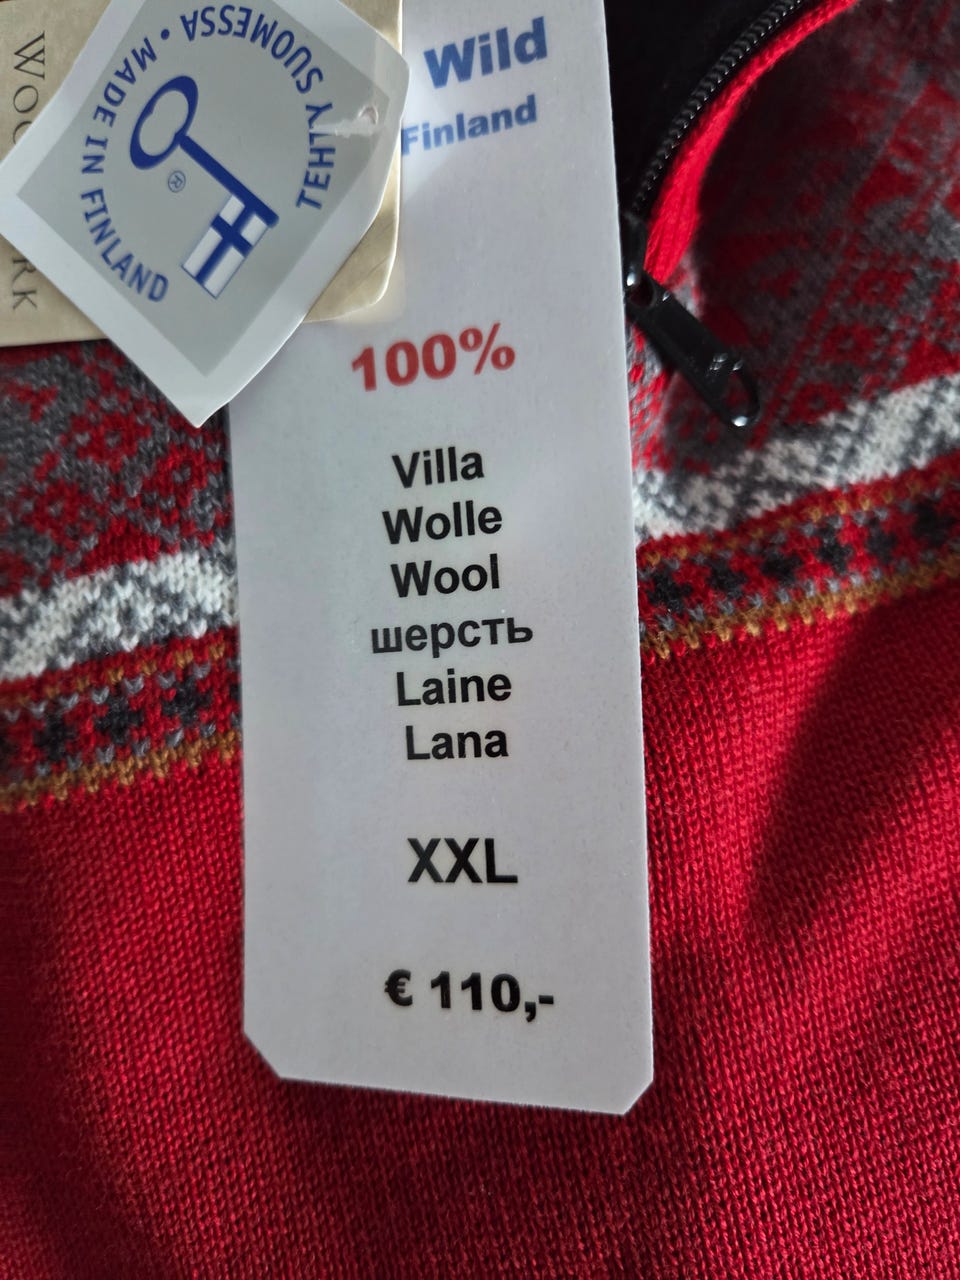 TEHTY SUOMESSA • MADE IN FINLAND
®
Wild
Finland
100%
Villa
Wolle
Wool
шерсть
Laine
Lana
XXL
€ 110,-